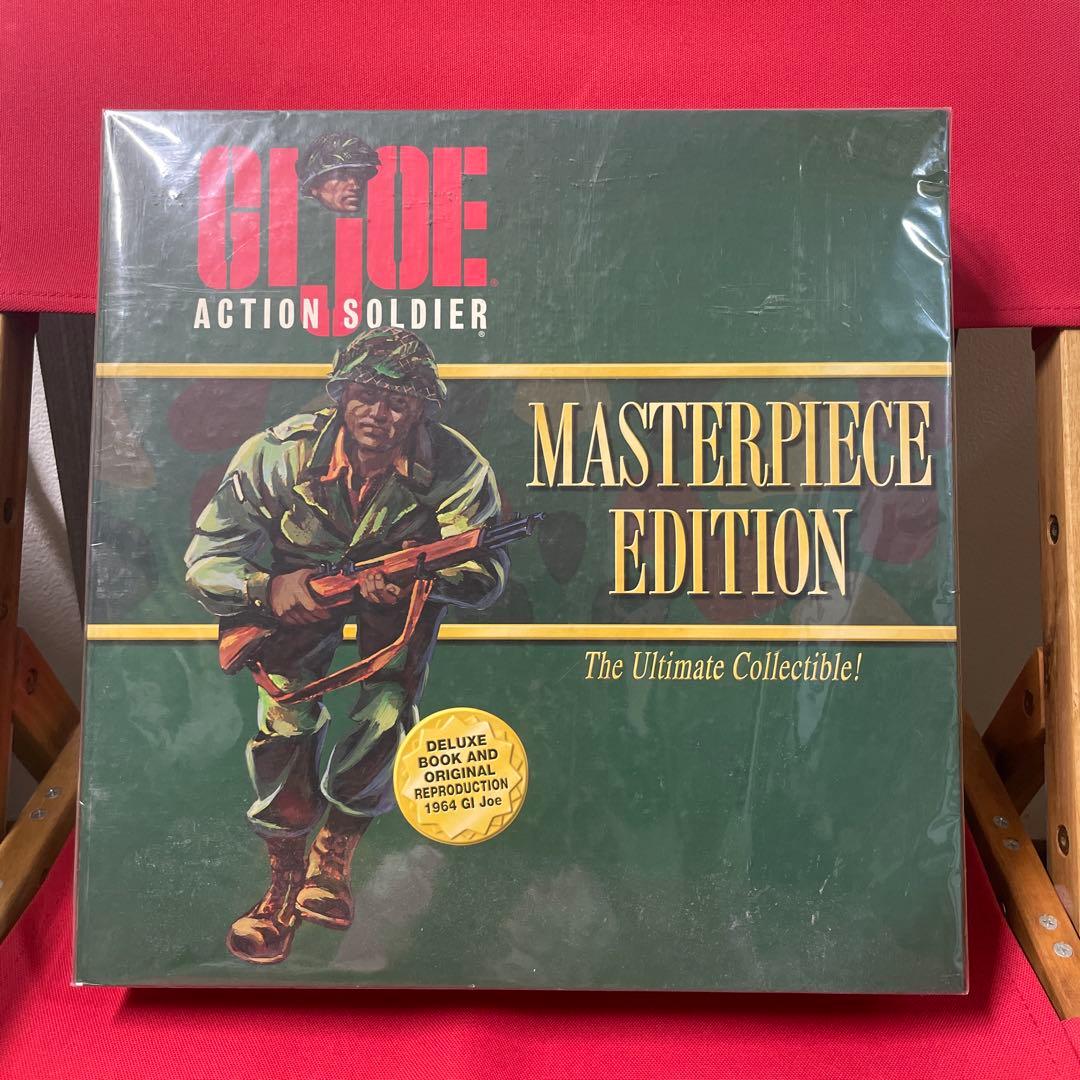 GI JOE®
ACTION SOLDIER®
MASTERPIECE
EDITION
The Ultimate Collectible!
DELUXE
BOOK AND
ORIGINAL
REPRODUCTION
1964 GI Joe